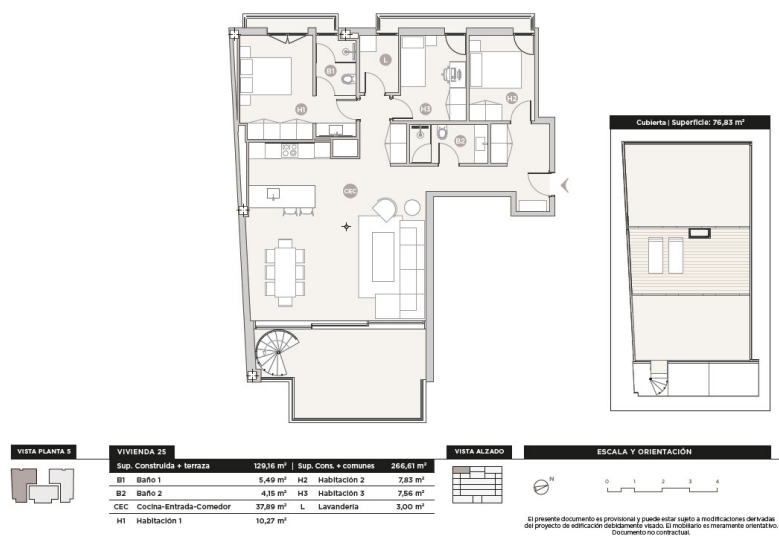 B1
L
H1
H3
H2
B2
CEC
Cubierta | Superficie: 76,83 m²
VISTA PLANTA 5
VIVIENDA 25
Sup. Construida + terraza 129,16 m² | Sup. Cons. + comunes 266,61 m²
B1 Baño 1 5,49 m² H2 Habitación 2 7,83 m²
B2 Baño 2 4,15 m² H3 Habitación 3 7,56 m²
CEC Cocina-Entrada-Comedor 37,89 m² L Lavandería 3,00 m²
H1 Habitación 1 10,27 m²
VISTA ALZADO
ESCALA Y ORIENTACIÓN
N
0 1 2 3 4
El presente documento es provisional y puede estar sujeto a modificaciones derivadas
del proyecto de edificación debidamente visado. El mobiliario es meramente orientativo.
Documento no contractual.